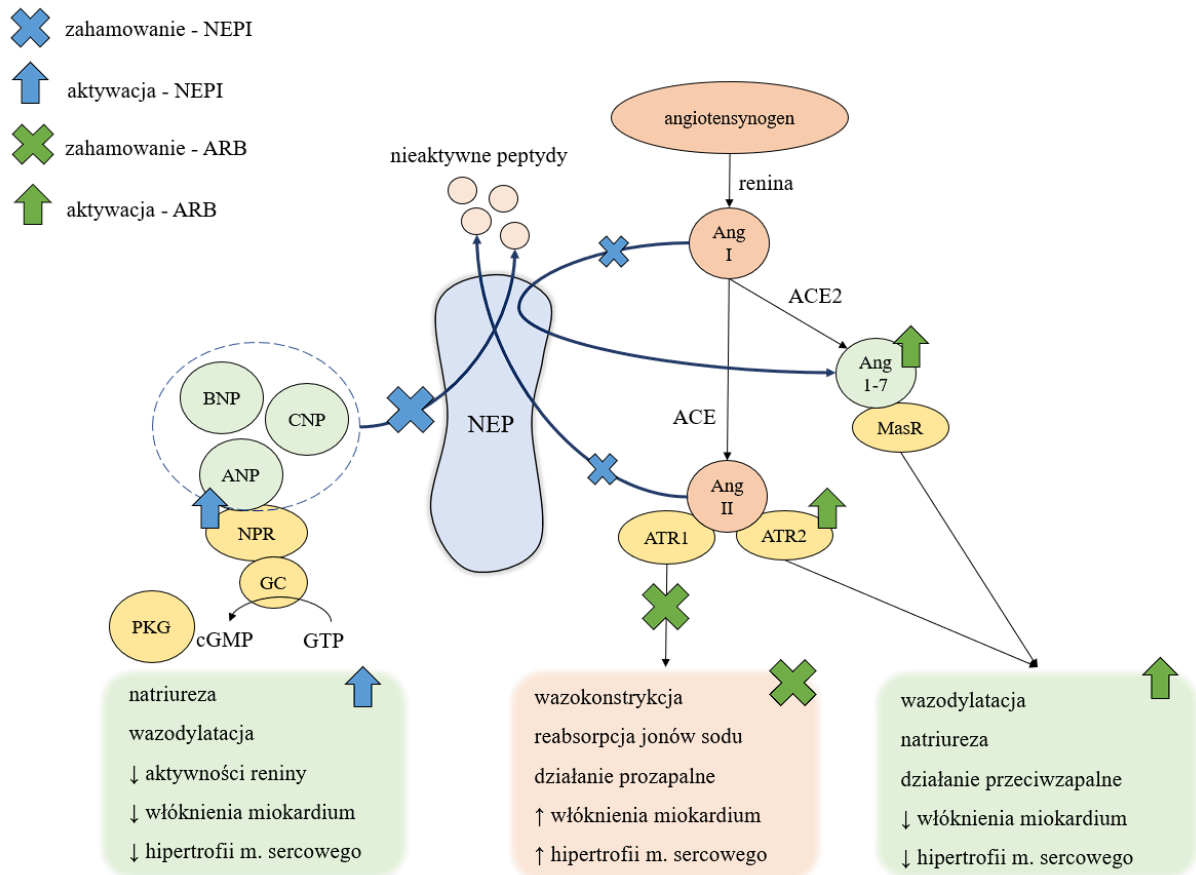 zahamowanie - NEPI
aktywacja - NEPI
zahamowanie - ARB
aktywacja - ARB
nieaktywne peptydy
angiotensynogen
renina
Ang
I
ACE2
Ang
1-7
MasR
ACE
NEP
BNP
CNP
ANP
NPR
GC
PKG
cGMP
GTP
Ang
II
ATR1
ATR2
natriureza
wazodylatacja
↓ aktywności reniny
↓ włóknienia miokardium
↓ hipertrofii m. sercowego
wazokonstrykcja
reabsorpcja jonów sodu
działanie prozapalne
↑ włóknienia miokardium
↑ hipertrofii m. sercowego
wazodylatacja
natriureza
działanie przeciwzapalne
↓ włóknienia miokardium
↓ hipertrofii m. sercowego